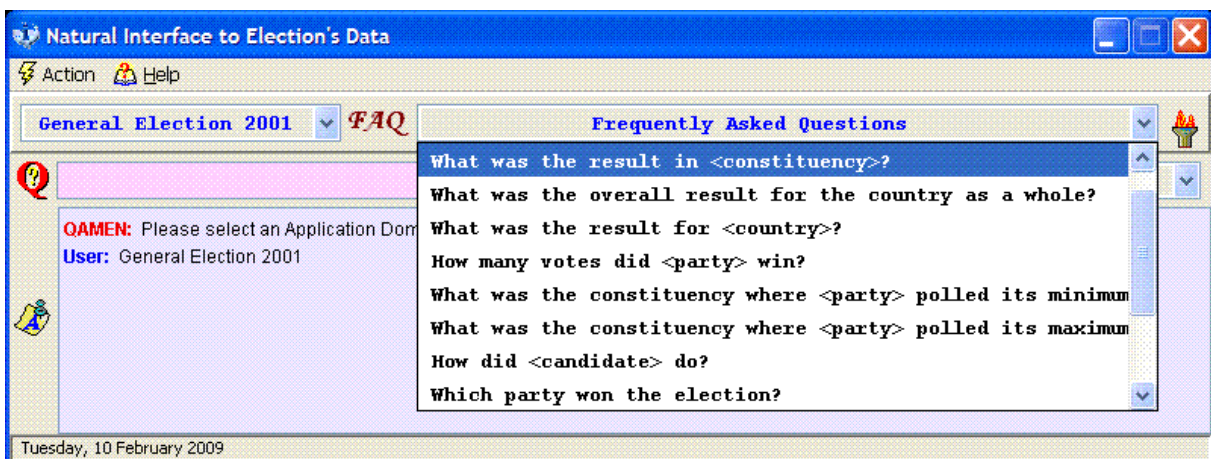 Natural Interface to Election's Data
Action Help
General Election 2001 FAQ Frequently Asked Questions
What was the result in <constituency>?
What was the overall result for the country as a whole?
What was the result for <country>?
How many votes did <party> win?
What was the constituency where <party> polled its minimum
What was the constituency where <party> polled its maximum
How did <candidate> do?
Which party won the election?
QAMEN: Please select an Application Dom
User: General Election 2001
Tuesday, 10 February 2009